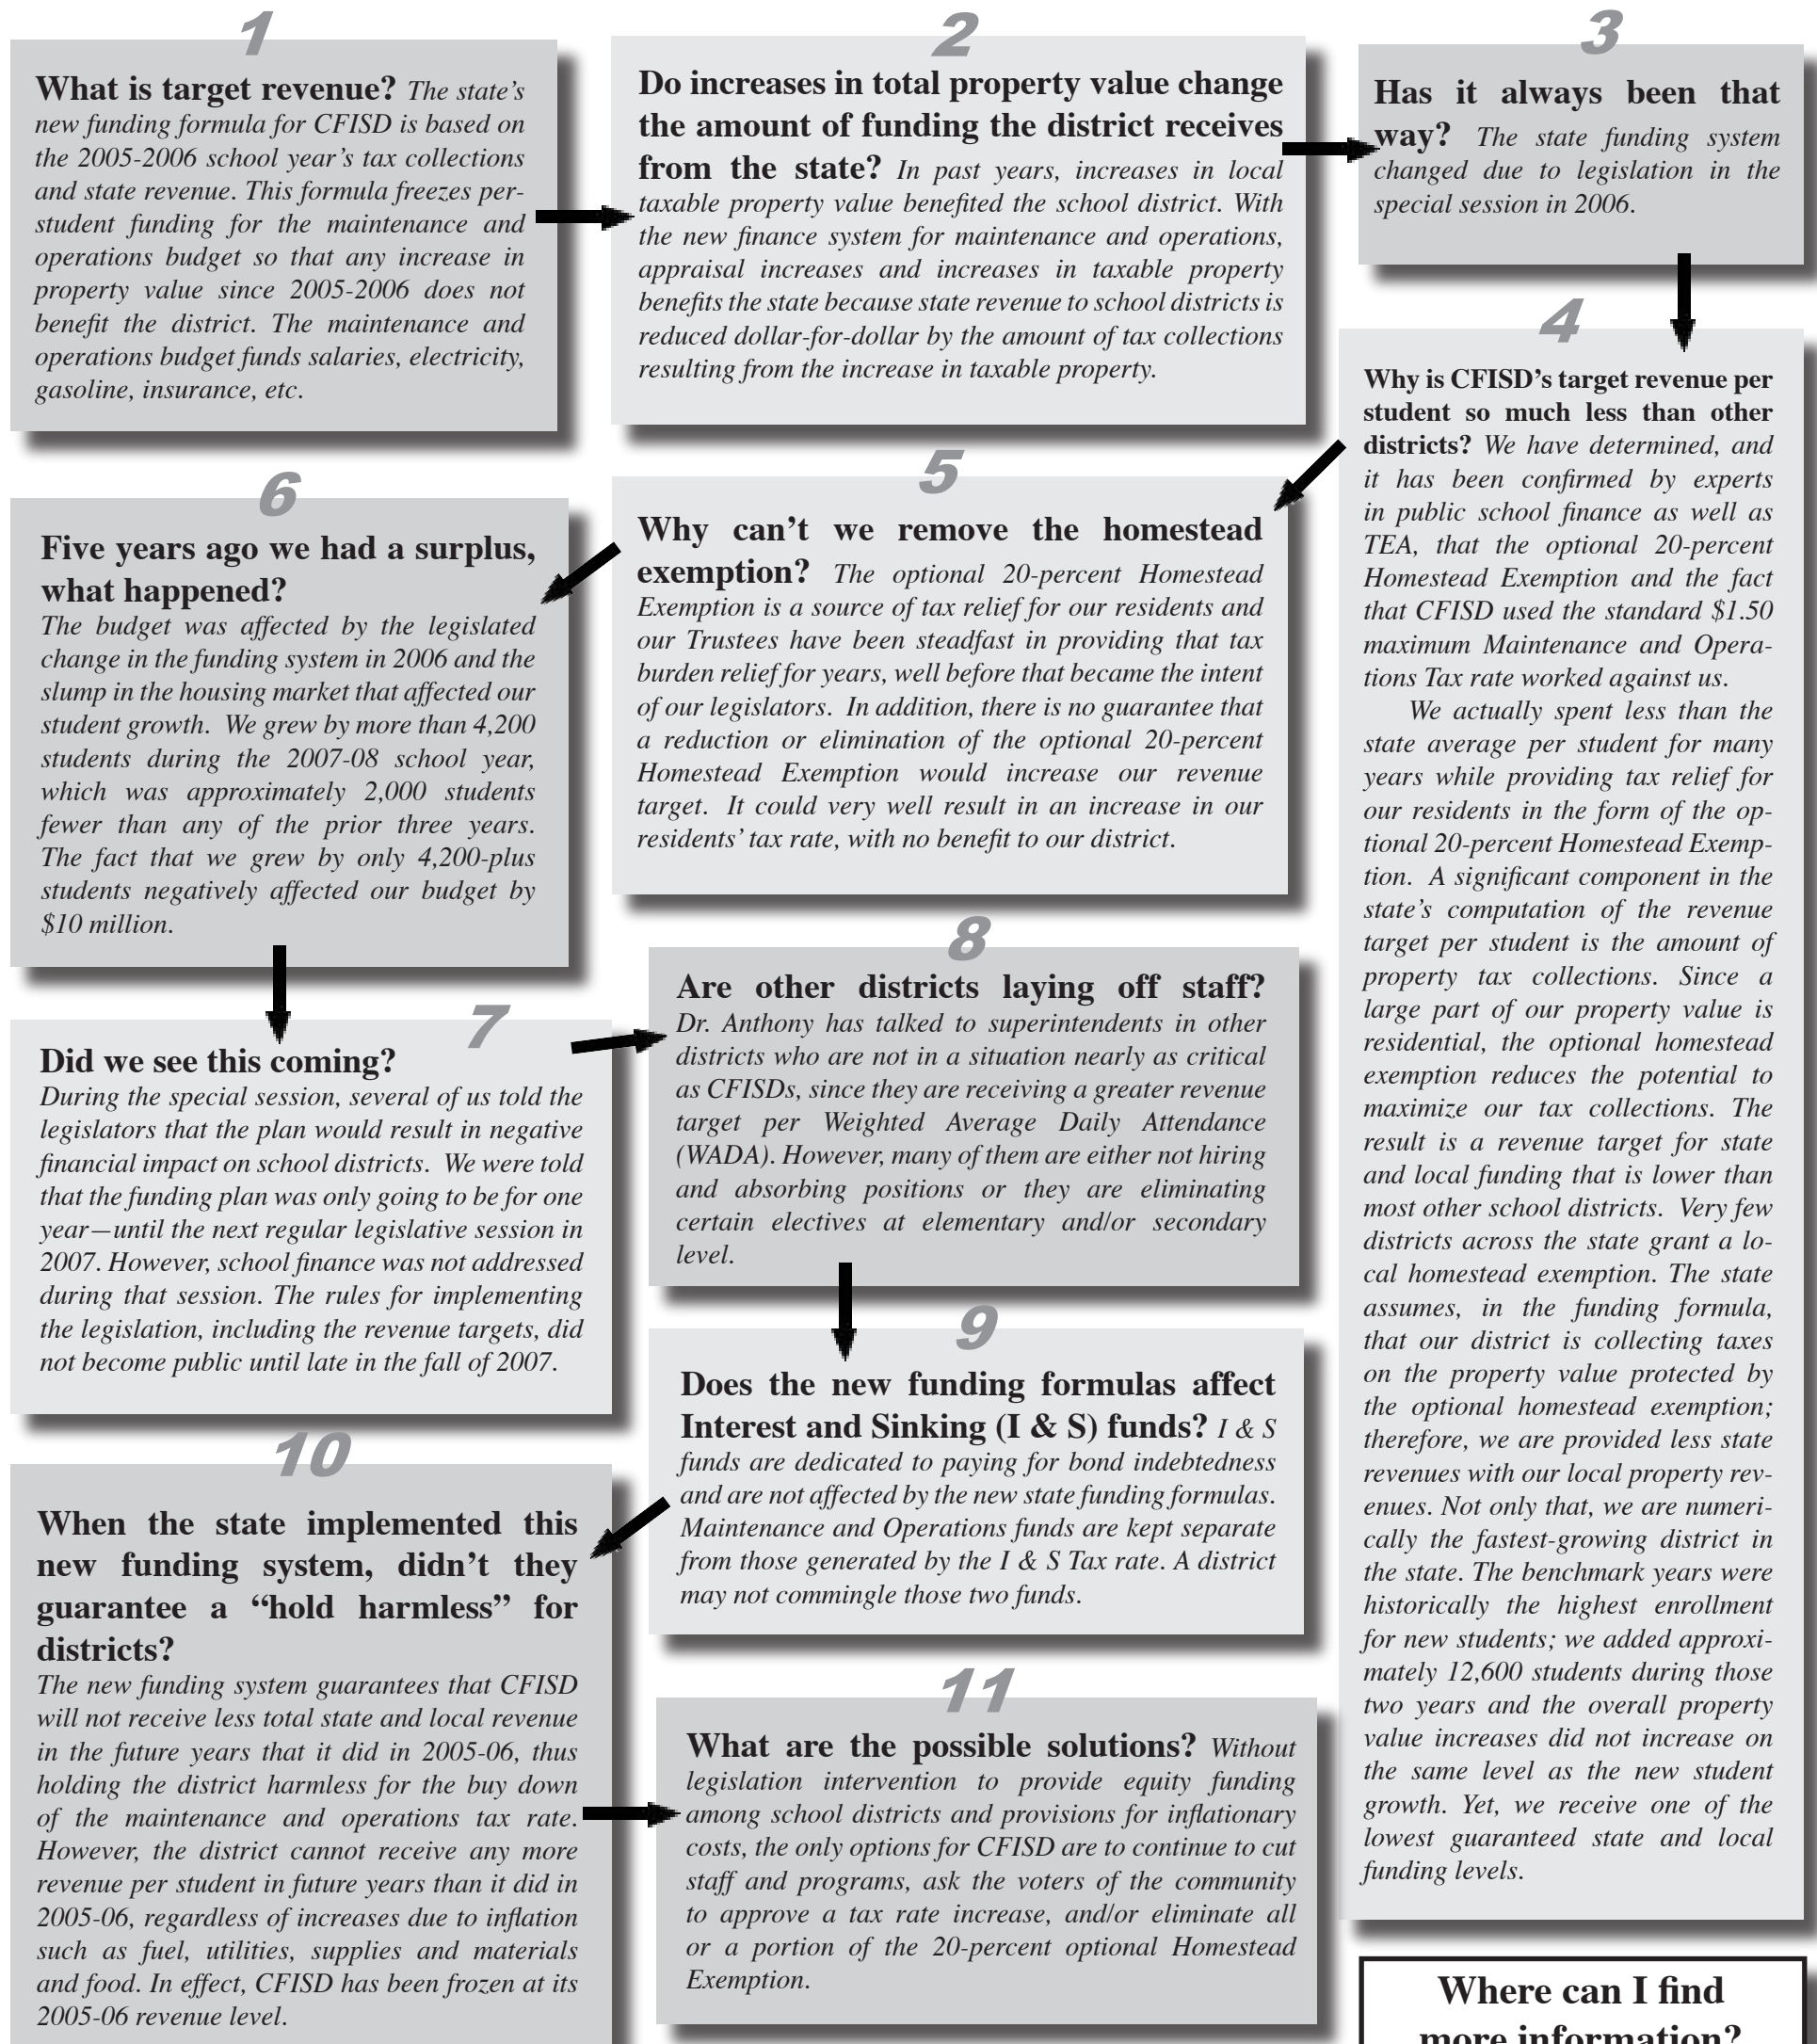 1
What is target revenue? The state's
new funding formula for CFISD is based on
the 2005-2006 school year's tax collections
and state revenue. This formula freezes per-
student funding for the maintenance and
operations budget so that any increase in
property value since 2005-2006 does not
benefit the district. The maintenance and
operations budget funds salaries, electricity,
gasoline, insurance, etc.
2
Do increases in total property value change
the amount of funding the district receives
from the state? In past years, increases in local
taxable property value benefited the school district. With
the new finance system for maintenance and operations,
appraisal increases and increases in taxable property
benefits the state because state revenue to school districts is
reduced dollar-for-dollar by the amount of tax collections
resulting from the increase in taxable property.
3
Has it always been that
way? The state funding system
changed due to legislation in the
special session in 2006.
4
Why is CFISD's target revenue per
student so much less than other
districts? We have determined, and
it has been confirmed by experts
in public school finance as well as
TEA, that the optional 20-percent
Homestead Exemption and the fact
that CFISD used the standard $1.50
maximum Maintenance and Opera-
tions Tax rate worked against us.
We actually spent less than the
state average per student for many
years while providing tax relief for
our residents in the form of the op-
tional 20-percent Homestead Exemp-
tion. A significant component in the
state's computation of the revenue
target per student is the amount of
property tax collections. Since a
large part of our property value is
residential, the optional homestead
exemption reduces the potential to
maximize our tax collections. The
result is a revenue target for state
and local funding that is lower than
most other school districts. Very few
districts across the state grant a lo-
cal homestead exemption. The state
assumes, in the funding formula,
that our district is collecting taxes
on the property value protected by
the optional homestead exemption;
therefore, we are provided less state
revenues with our local property rev-
enues. Not only that, we are numeri-
cally the fastest-growing district in
the state. The benchmark years were
historically the highest enrollment
for new students; we added approxi-
mately 12,600 students during those
two years and the overall property
value increases did not increase on
the same level as the new student
growth. Yet, we receive one of the
lowest guaranteed state and local
funding levels.
5
Why can't we remove the homestead
exemption? The optional 20-percent Homestead
Exemption is a source of tax relief for our residents and
our Trustees have been steadfast in providing that tax
burden relief for years, well before that became the intent
of our legislators. In addition, there is no guarantee that
a reduction or elimination of the optional 20-percent
Homestead Exemption would increase our revenue
target. It could very well result in an increase in our
residents' tax rate, with no benefit to our district.
6
Five years ago we had a surplus,
what happened?
The budget was affected by the legislated
change in the funding system in 2006 and the
slump in the housing market that affected our
student growth. We grew by more than 4,200
students during the 2007-08 school year,
which was approximately 2,000 students
fewer than any of the prior three years.
The fact that we grew by only 4,200-plus
students negatively affected our budget by
$10 million.
7
Did we see this coming?
During the special session, several of us told the
legislators that the plan would result in negative
financial impact on school districts. We were told
that the funding plan was only going to be for one
year—until the next regular legislative session in
2007. However, school finance was not addressed
during that session. The rules for implementing
the legislation, including the revenue targets, did
not become public until late in the fall of 2007.
8
Are other districts laying off staff?
Dr. Anthony has talked to superintendents in other
districts who are not in a situation nearly as critical
as CFISDs, since they are receiving a greater revenue
target per Weighted Average Daily Attendance
(WADA). However, many of them are either not hiring
and absorbing positions or they are eliminating
certain electives at elementary and/or secondary
level.
9
Does the new funding formulas affect
Interest and Sinking (I & S) funds? I & S
funds are dedicated to paying for bond indebtedness
and are not affected by the new state funding formulas.
Maintenance and Operations funds are kept separate
from those generated by the I & S Tax rate. A district
may not commingle those two funds.
10
When the state implemented this
new funding system, didn't they
guarantee a “hold harmless” for
districts?
The new funding system guarantees that CFISD
will not receive less total state and local revenue
in the future years that it did in 2005-06, thus
holding the district harmless for the buy down
of the maintenance and operations tax rate.
However, the district cannot receive any more
revenue per student in future years than it did in
2005-06, regardless of increases due to inflation
such as fuel, utilities, supplies and materials
and food. In effect, CFISD has been frozen at its
2005-06 revenue level.
11
What are the possible solutions? Without
legislation intervention to provide equity funding
among school districts and provisions for inflationary
costs, the only options for CFISD are to continue to cut
staff and programs, ask the voters of the community
to approve a tax rate increase, and/or eliminate all
or a portion of the 20-percent optional Homestead
Exemption.
Where can I find
more information?